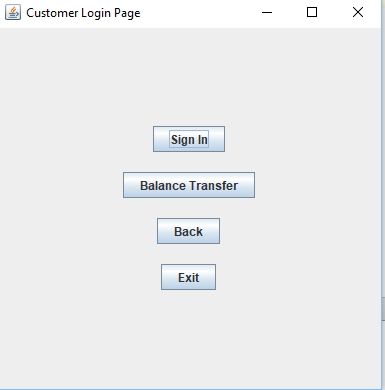 Customer Login Page
Sign In
Balance Transfer
Back
Exit